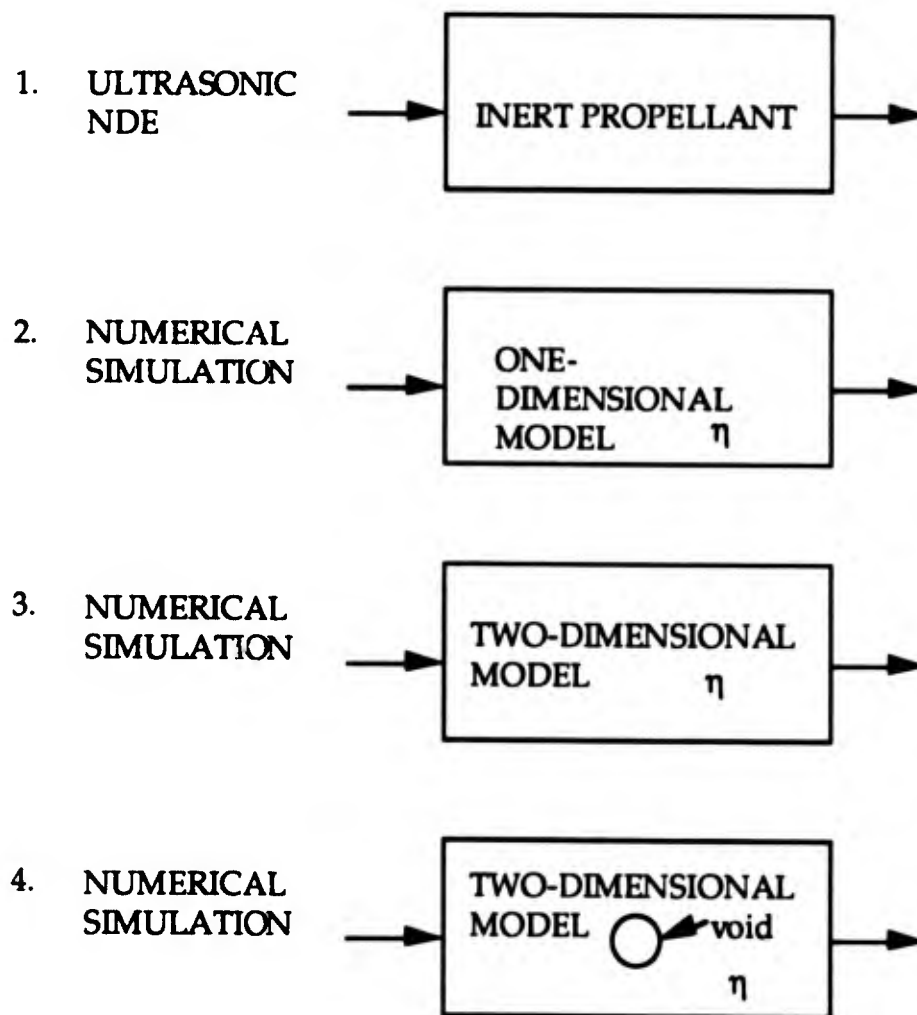 1. ULTRASONIC
NDE
INERT PROPELLANT
2. NUMERICAL
SIMULATION
ONE-
DIMENSIONAL
MODEL η
3. NUMERICAL
SIMULATION
TWO-DIMENSIONAL
MODEL η
4. NUMERICAL
SIMULATION
TWO-DIMENSIONAL
MODEL void
η